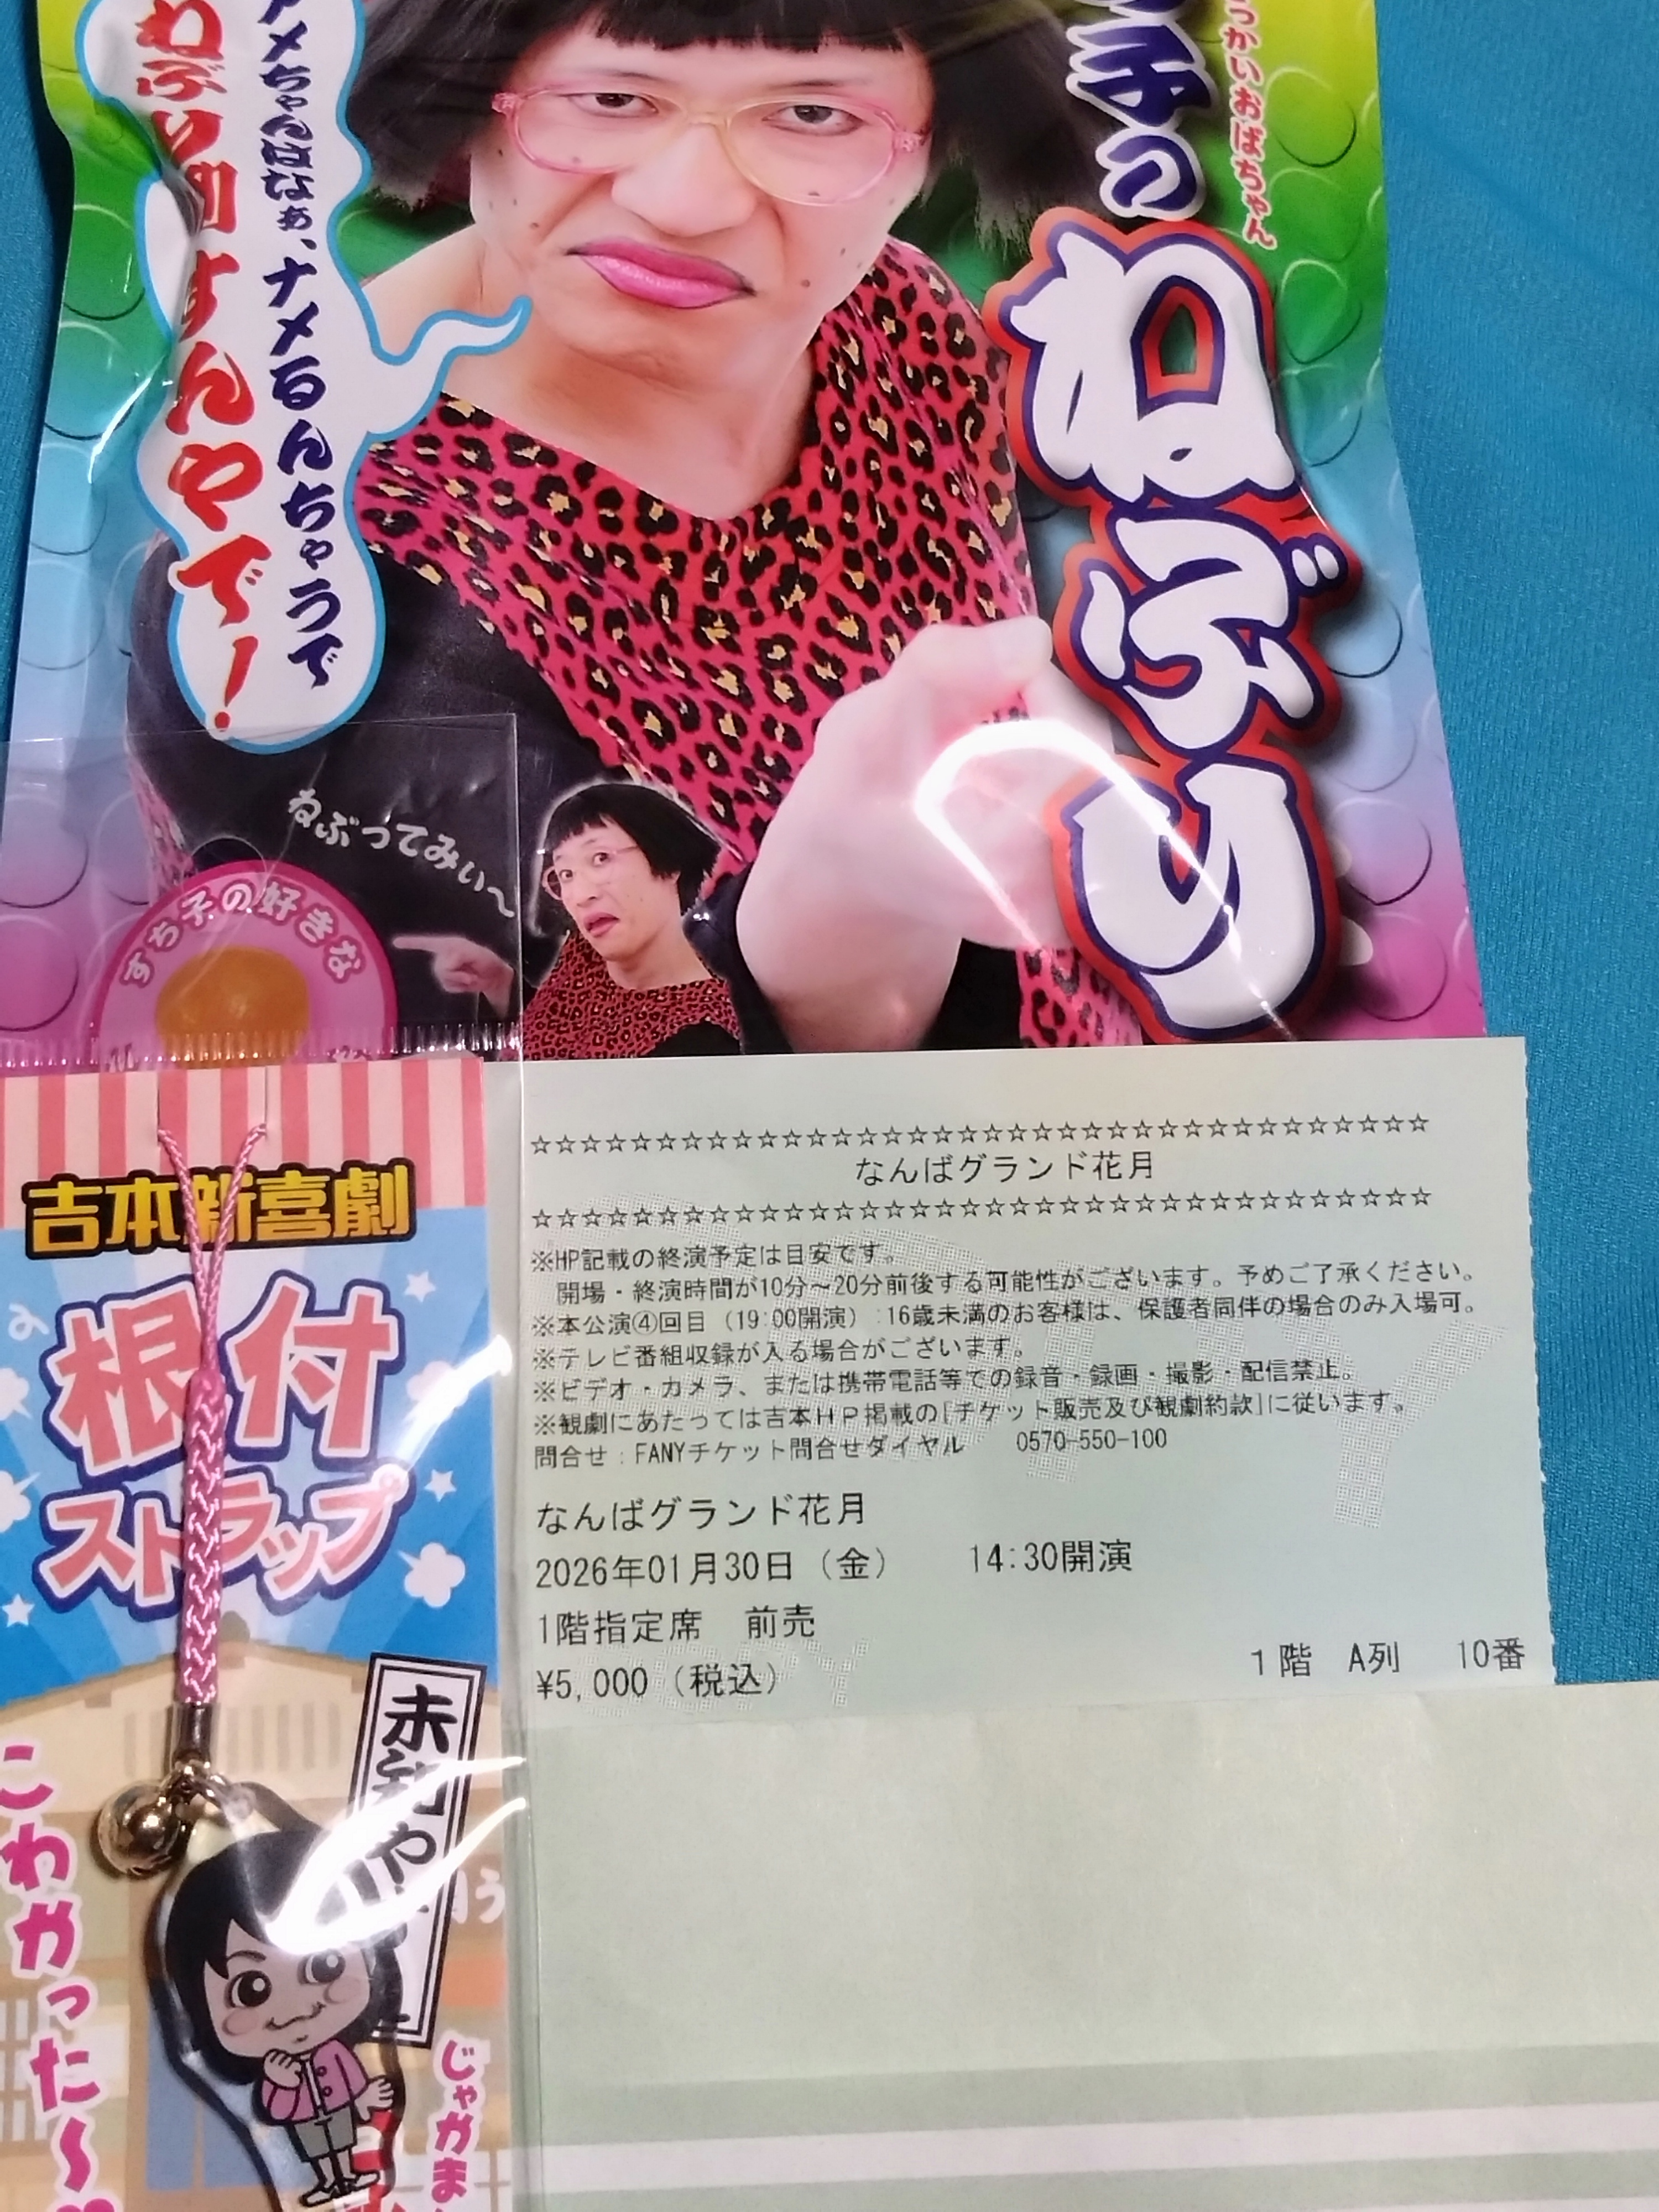 うかいおばちゃん
チっ
ねぶり
メちゃんはなぁ、ナメるんちゃうで
ねぶり倒すんやで!
ねぶってみぃ〜
すち子の好きな
吉本新喜劇
根付
ストラップ
こわかった〜
じゃかま
☆☆☆☆☆☆☆☆☆☆☆☆☆☆☆☆☆☆☆☆☆☆☆☆☆☆☆☆☆☆☆☆☆☆☆☆
なんばグランド花月
☆☆☆☆☆☆☆☆☆☆☆☆☆☆☆☆☆☆☆☆☆☆☆☆☆☆☆☆☆☆☆☆☆☆☆☆
※HP記載の終演予定は目安です。
開場・終演時間が10分〜20分前後する可能性がございます。予めご了承ください。
※本公演④回目(19:00開演):16歳未満のお客様は、保護者同伴の場合のみ入場可。
※テレビ番組収録が入る場合がございます。
※ビデオ・カメラ、または携帯電話等での録音・録画・撮影・配信禁止。
※観劇にあたっては吉本HP掲載の[チケット販売及び観劇約款]に従います。
問合せ:FANYチケット問合せダイヤル 0570-550-100
なんばグランド花月
2026年01月30日(金) 14:30開演
1階指定席 前売
¥5,000(税込)
1階 A列 10番